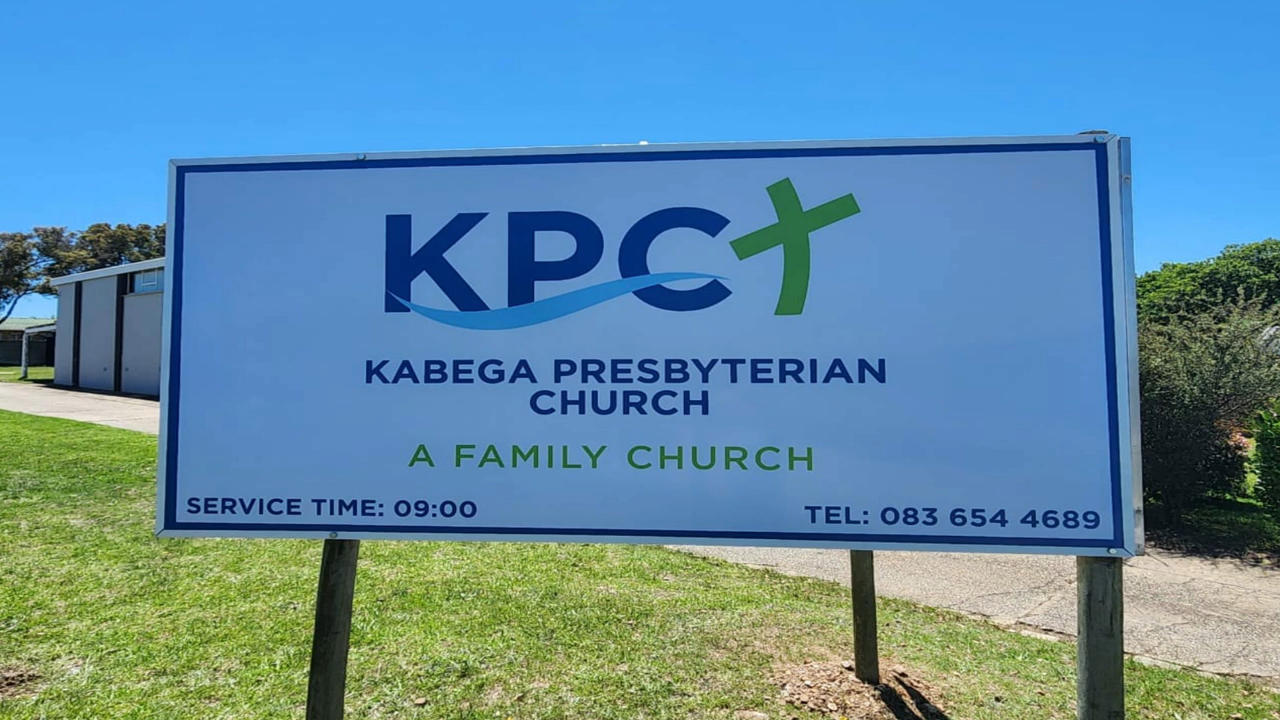 KPC
KABEGA PRESBYTERIAN
CHURCH
A FAMILY CHURCH
SERVICE TIME: 09:00
TEL: 083 654 4689